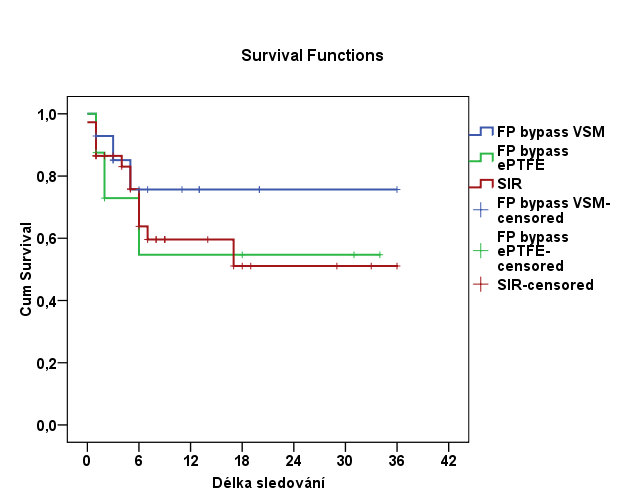 Survival Functions
1,0
0,8
0,6
0,4
0,2
0,0
Cum Survival
0
6
12
18
24
30
36
42
Délka sledování
FP bypass VSM
FP bypass
ePTFE
SIR
FP bypass VSM-
censored
FP bypass
ePTFE-
censored
SIR-censored